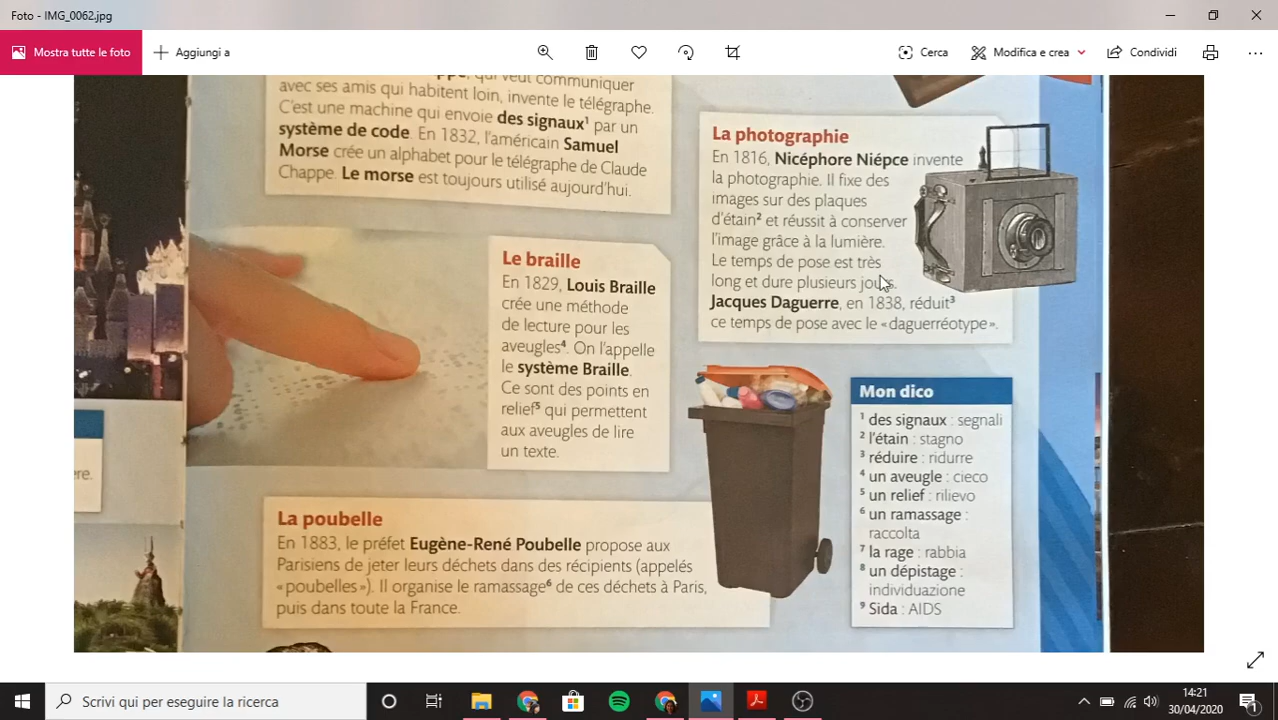 Foto - IMG_0062.jpg
Mostra tutte le foto
Aggiungi a
Cerca
Modifica e crea
Condividi
qui veut communiquer
avec ses amis qui habitent loin, invente le télégraphe.
C'est une machine qui envoie des signaux¹ par un
système de code. En 1832, l'américain Samuel
Morse crée un alphabet pour le télégraphe de Claude
Chappe. Le morse est toujours utilisé aujourd'hui.
La photographie
En 1816, Nicéphore Niépce invente
la photographie. Il fixe des
images sur des plaques
d'étain² et réussit à conserver
l'image grâce à la lumière.
Le temps de pose est très
long et dure plusieurs jours.
Jacques Daguerre, en 1838, réduit³
ce temps de pose avec le «daguerréotype».
Le braille
En 1829, Louis Braille
crée une méthode
de lecture pour les
aveugles⁴. On l'appelle
le système Braille.
Ce sont des points en
relief⁵ qui permettent
aux aveugles de lire
un texte.
La poubelle
En 1883, le préfet Eugène-René Poubelle propose aux
Parisiens de jeter leurs déchets dans des récipients (appelés
«poubelles»). Il organise le ramassage⁶ de ces déchets à Paris,
puis dans toute la France.
Mon dico
¹ des signaux : segnali
² l'étain : stagno
³ réduire : ridurre
⁴ un aveugle : cieco
⁵ un relief : rilievo
⁶ un ramassage :
raccolta
⁷ la rage : rabbia
⁸ un dépistage :
individuazione
⁹ Sida : AIDS
Scrivi qui per eseguire la ricerca
14:21
30/04/2020
1